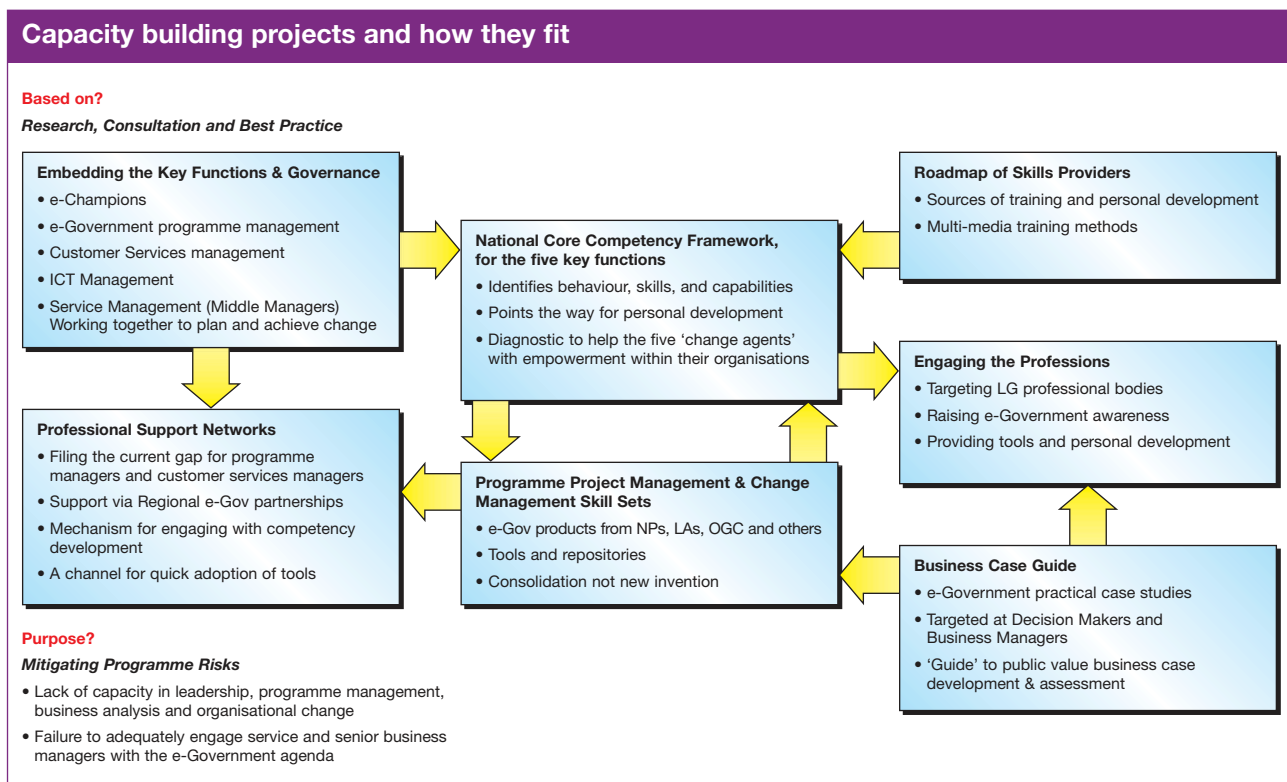 Capacity building projects and how they fit
Based on?
Research, Consultation and Best Practice
Embedding the Key Functions & Governance
• e-Champions
• e-Government programme management
• Customer Services management
• ICT Management
• Service Management (Middle Managers)
Working together to plan and achieve change
National Core Competency Framework,
for the five key functions
• Identifies behaviour, skills, and capabilities
• Points the way for personal development
• Diagnostic to help the five ‘change agents’
with empowerment within their organisations
Roadmap of Skills Providers
• Sources of training and personal development
• Multi-media training methods
Engaging the Professions
• Targeting LG professional bodies
• Raising e-Government awareness
• Providing tools and personal development
Professional Support Networks
• Filing the current gap for programme
managers and customer services managers
• Support via Regional e-Gov partnerships
• Mechanism for engaging with competency
development
• A channel for quick adoption of tools
Programme Project Management & Change
Management Skill Sets
• e-Gov products from NPs, LAs, OGC and others
• Tools and repositories
• Consolidation not new invention
Business Case Guide
• e-Government practical case studies
• Targeted at Decision Makers and
Business Managers
• ‘Guide’ to public value business case
development & assessment
Purpose?
Mitigating Programme Risks
• Lack of capacity in leadership, programme management,
business analysis and organisational change
• Failure to adequately engage service and senior business
managers with the e-Government agenda